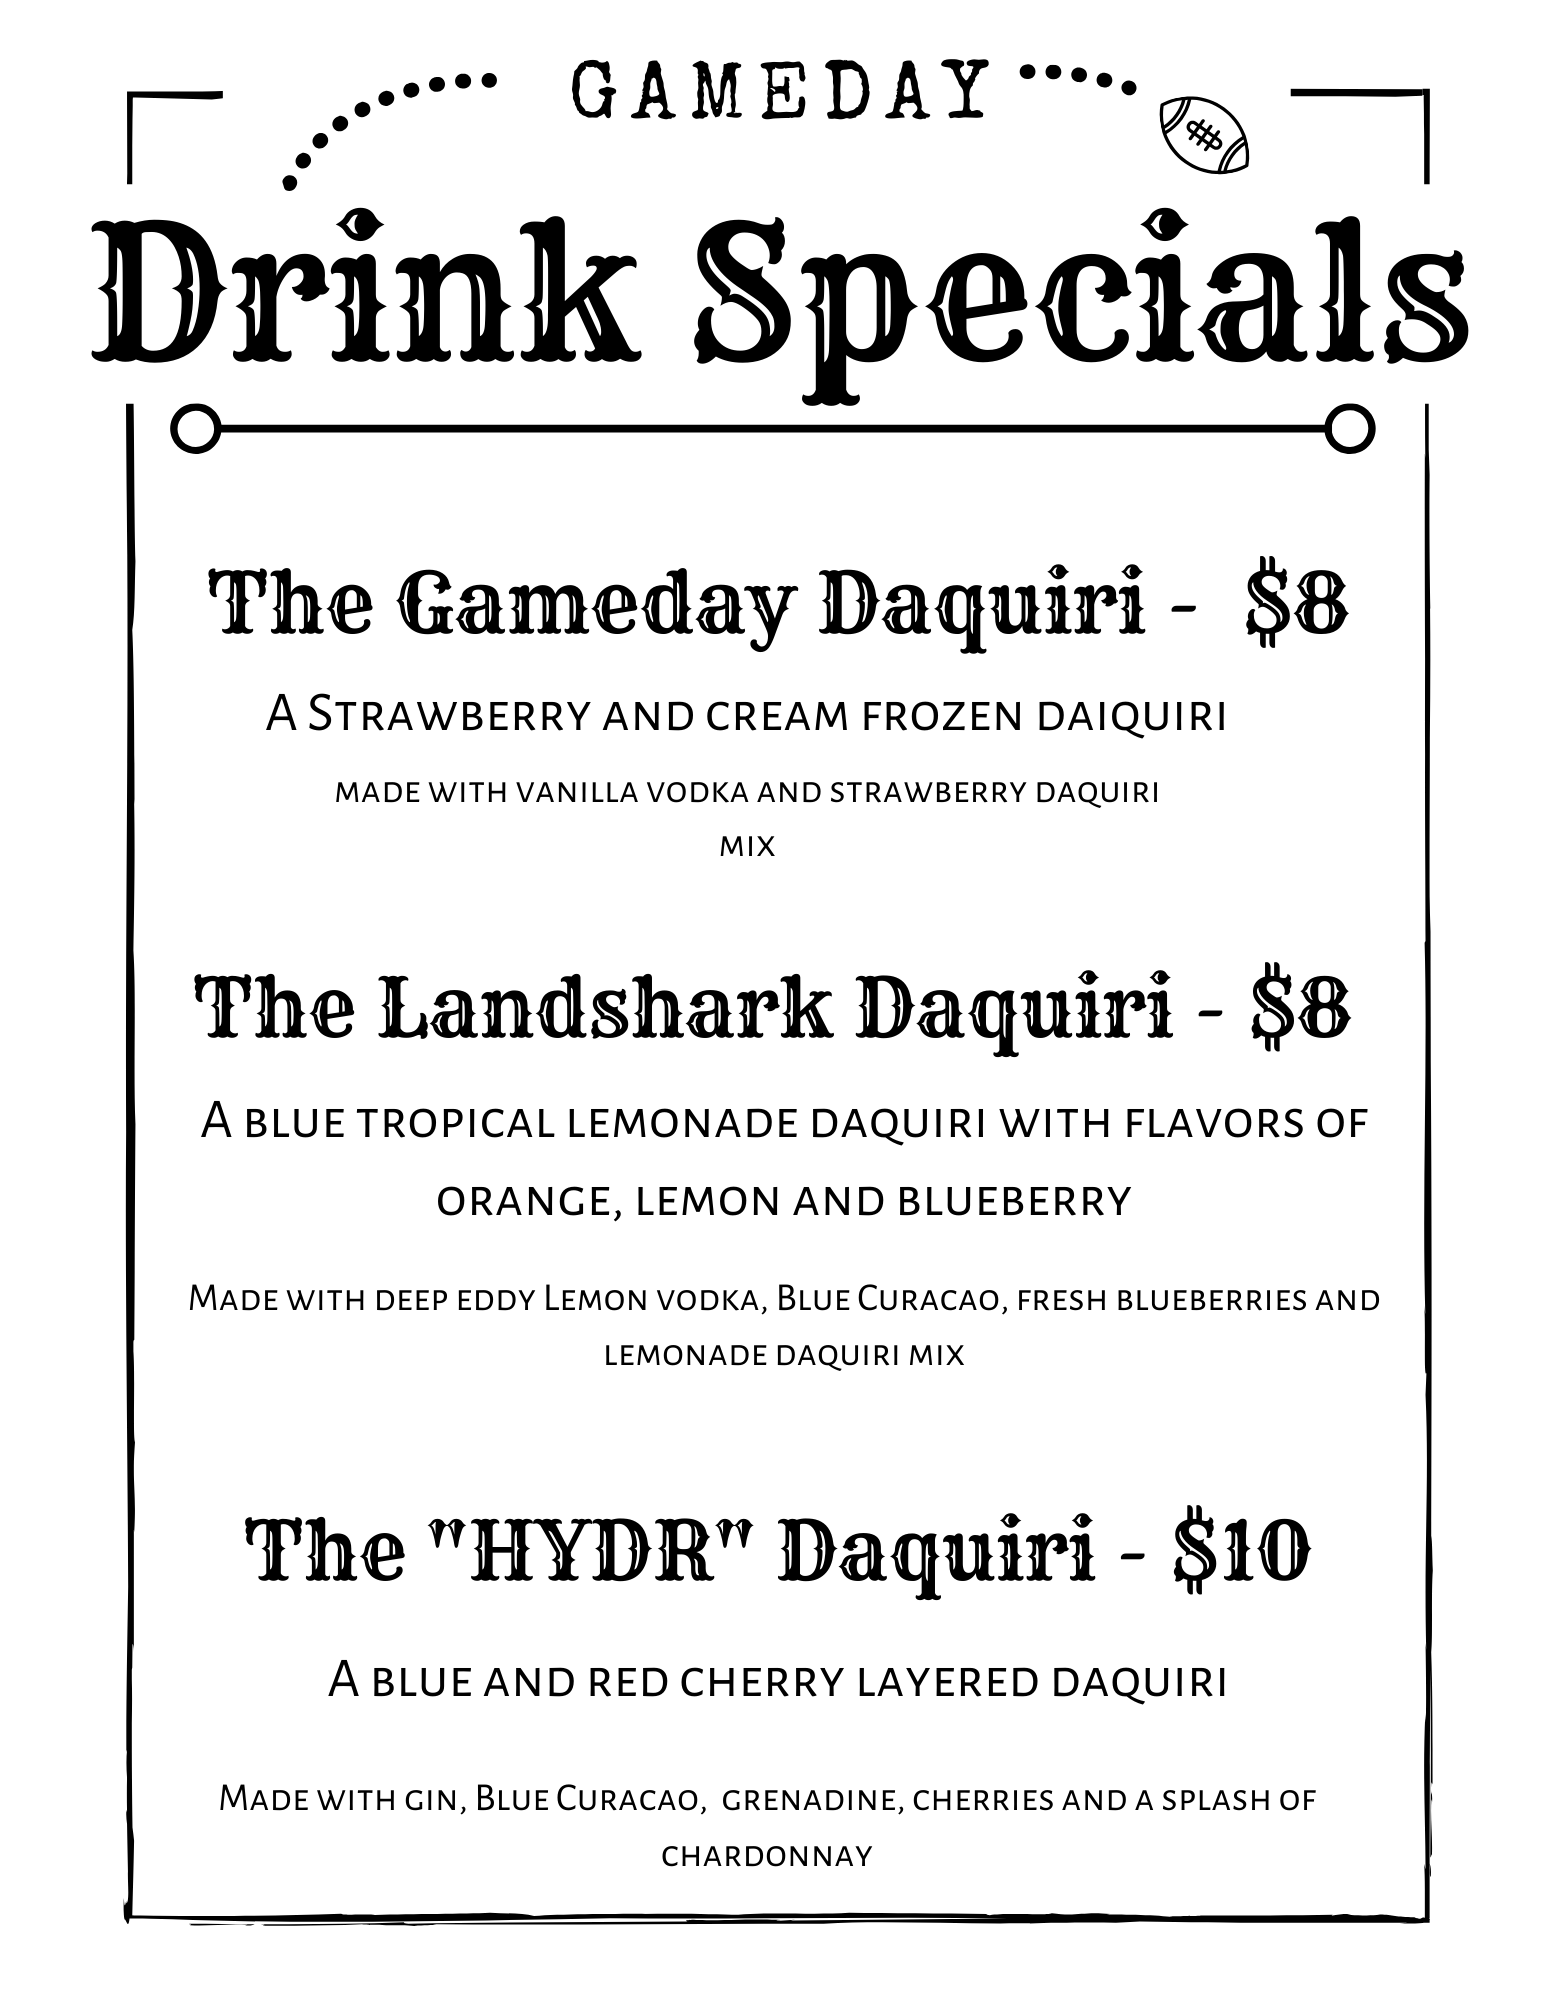 GAMEDAY
Drink Specials
The Gameday Daquiri -  $8
A Strawberry and cream frozen daiquiri
made with vanilla vodka and strawberry daquiri
mix
The Landshark Daquiri - $8
A blue tropical lemonade daquiri with flavors of
orange, lemon and blueberry
Made with deep eddy Lemon vodka, Blue Curacao, fresh blueberries and
lemonade daquiri mix
The "HYDR" Daquiri - $10
A blue and red cherry layered daquiri
Made with gin, Blue Curacao,  grenadine, cherries and a splash of
chardonnay